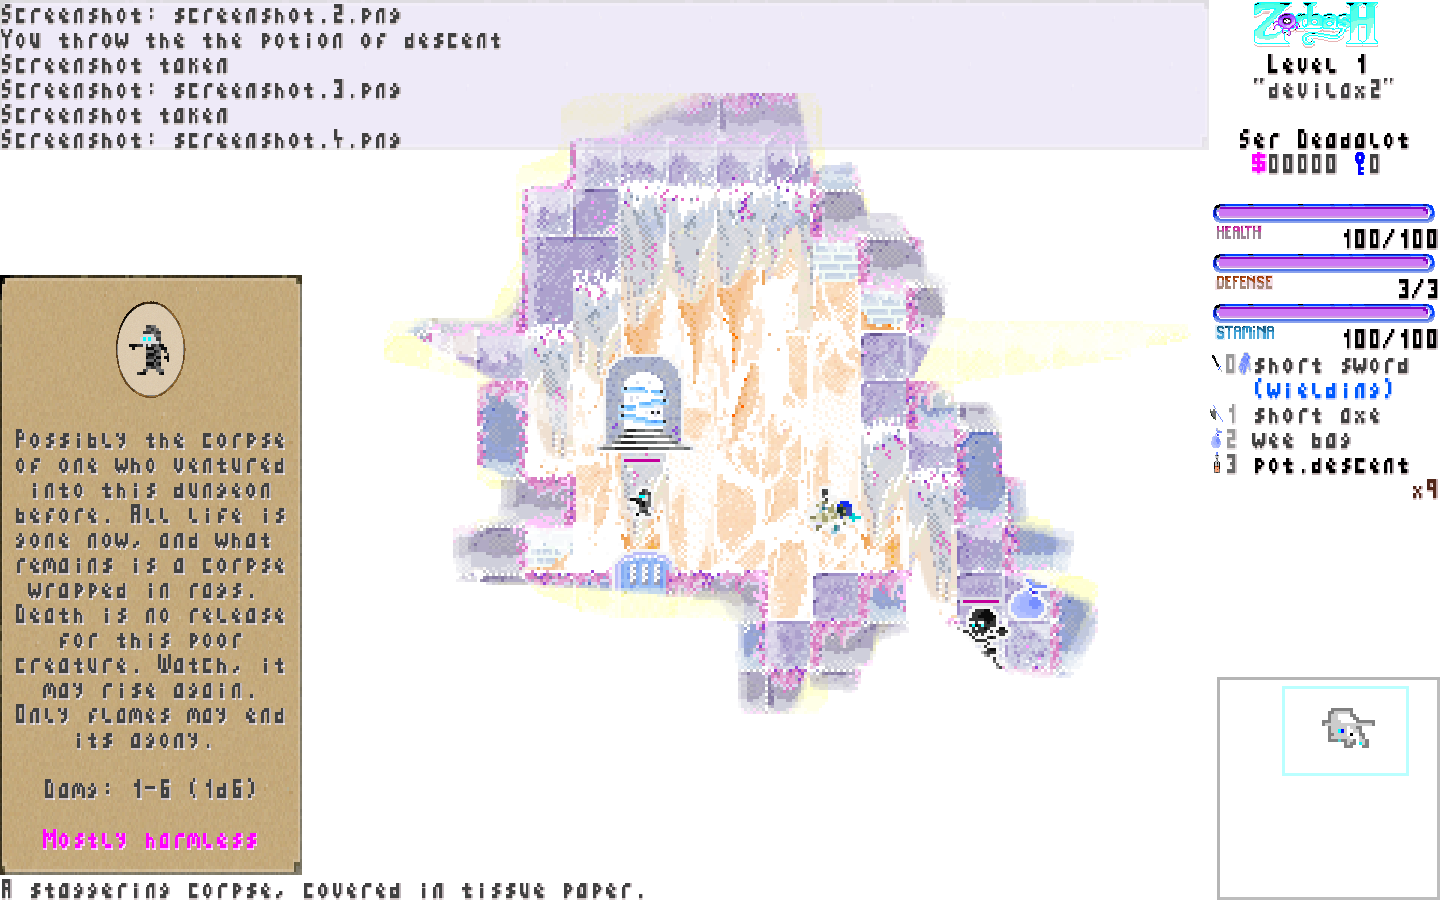 Screenshot: screenshot.2.png
You throw the the potion of descent
Screenshot taken
Screenshot: screenshot.3.png
Screenshot taken
Screenshot: screenshot.4.png
Zorbash
Level 1
"devilax2"
Ser Deadalot
$00000 0
HEALTH
100/100
DEFENSE
3/3
STAMINA
100/100
0 short sword
(wielding)
1 short axe
2 wee bag
3 pot.descent
x9
Possibly the corpse
of one who ventured
into this dungeon
before. All life is
gone now, and what
remains is a corpse
wrapped in rags.
Death is no release
for this poor
creature. Watch, it
may rise again.
Only flames may end
its agony.
Damg: 1-6 (1d6)
Mostly harmless
A staggering corpse, covered in tissue paper.